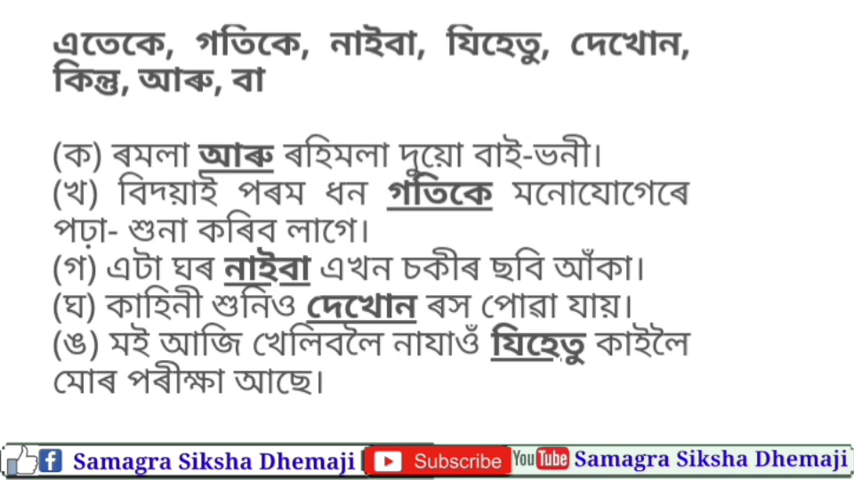 এতেকে, গতিকে, নাইবা, যিহেতু, দেখোন,
কিন্তু, আৰু, বা
(ক) ৰমলা আৰু ৰহিমলা দুয়ো বাই-ভনী।
(খ) বিদয়াই পৰম ধন গতিকে মনোযোগেৰে
পঢ়া- শুনা কৰিব লাগে।
(গ) এটা ঘৰ নাইবা এখন চকীৰ ছবি আঁকা।
(ঘ) কাহিনী শুনিও দেখোন ৰস পোৱা যায়।
(ঙ) মই আজি খেলিবলৈ নাযাওঁ যিহেতু কাইলৈ
মোৰ পৰীক্ষা আছে।
Samagra Siksha Dhemaji Subscribe YouTube Samagra Siksha Dhemaji